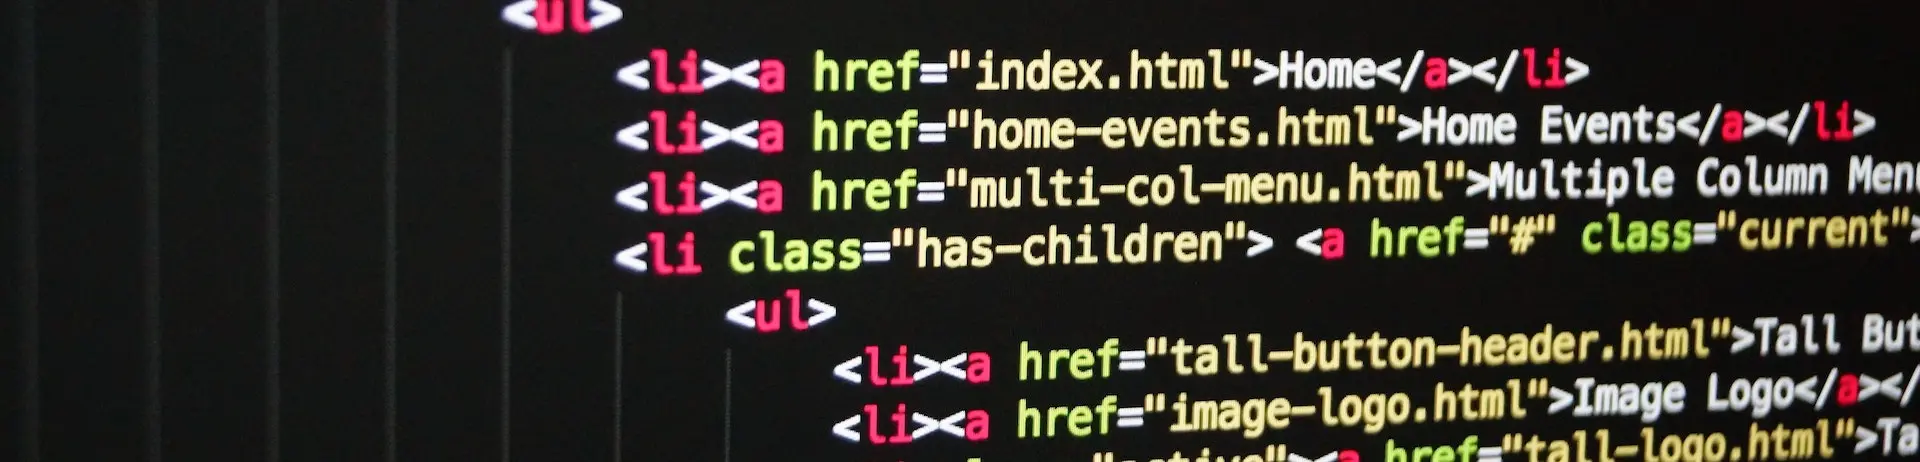 <ul>
<li><a href="index.html">Home</a></li>
<li><a href="home-events.html">Home Events</a></li>
<li><a href="multi-col-menu.html">Multiple Column Menu
<li class="has-children"> <a href="#" class="current">
<ul>
<li><a href="tall-button-header.html">Tall But
<li><a href="image-logo.html">Image Logo</a></
"active"><a href="tall-logo.html">Ta